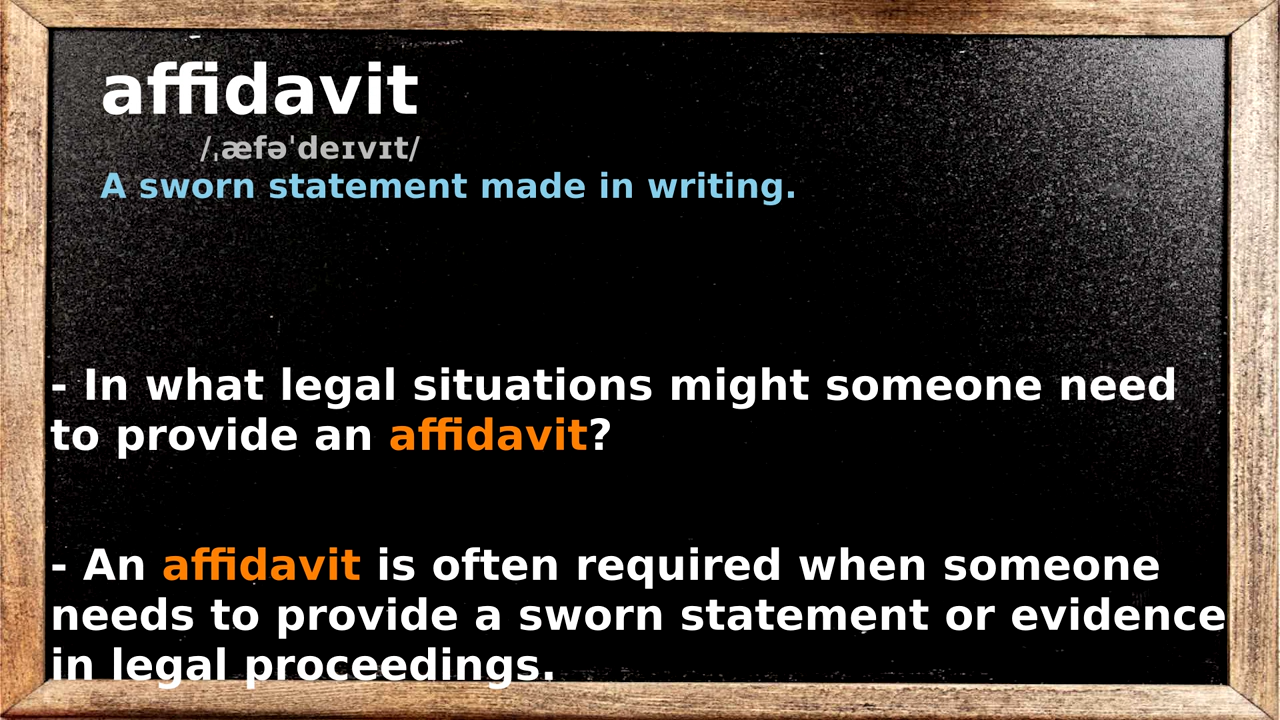 affidavit
/ˌæfəˈdeɪvɪt/
A sworn statement made in writing.
- In what legal situations might someone need
to provide an affidavit?
- An affidavit is often required when someone
needs to provide a sworn statement or evidence
in legal proceedings.